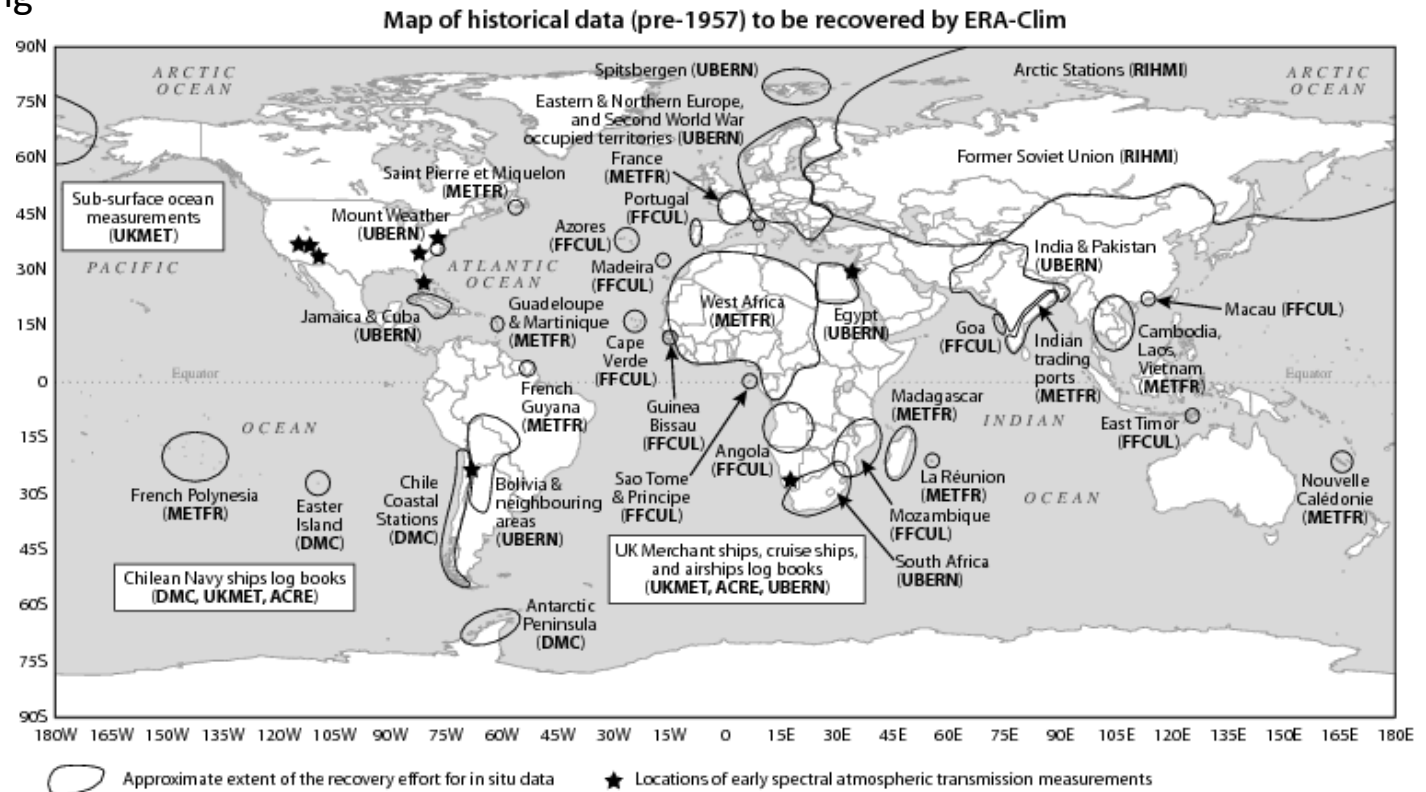 ng
Map of historical data (pre-1957) to be recovered by ERA-Clim
90N
75N
60N
45N
30N
15N
0
15S
30S
45S
60S
75S
90S
ARCTIC
OCEAN
Spitsbergen (UBERN)
Arctic Stations (RIHMI)
ARCTIC
OCEAN
Eastern & Northern Europe,
and Second World War
occupied territories (UBERN)
Former Soviet Union (RIHMI)
France
(METFR)
Saint Pierre et Miquelon
(METFR)
Portugal
(FFCUL)
Sub-surface ocean
measurements
(UKMET)
Mount Weather
(UBERN)
Azores
(FFCUL)
India & Pakistan
(UBERN)
PACIFIC
ATLANTIC
OCEAN
Madeira
(FFCUL)
Guadeloupe
& Martinique
(METFR)
West Africa
(METFR)
Egypt
(UBERN)
Macau (FFCUL)
Jamaica & Cuba
(UBERN)
Cape
Verde
(FFCUL)
Goa
(FFCUL)
Indian
trading
ports
(METFR)
Cambodia,
Laos,
Vietnam
(METFR)
Equator
Equator
French
Guyana
(METFR)
Guinea
Bissau
(FFCUL)
Madagascar
(METFR)
INDIAN
OCEAN
East Timor
(FFCUL)
OCEAN
Angola
(FFCUL)
French Polynesia
(METFR)
Easter
Island
(DMC)
Chile
Coastal
Stations
(DMC)
Bolivia &
neighbouring
areas
(UBERN)
Sao Tome
& Principe
(FFCUL)
La Réunion
(METFR)
Nouvelle
Calédonie
(METFR)
Mozambique
(FFCUL)
South Africa
(UBERN)
Chilean Navy ships log books
(DMC, UKMET, ACRE)
UK Merchant ships, cruise ships,
and airships log books
(UKMET, ACRE, UBERN)
Antarctic
Peninsula
(DMC)
180W 165W 150W 135W 120W 105W 90W 75W 60W 45W 30W 15W 0 15E 30E 45E 60E 75E 90E 105E 120E 135E 150E 165E 180E
Approximate extent of the recovery effort for in situ data
Locations of early spectral atmospheric transmission measurements